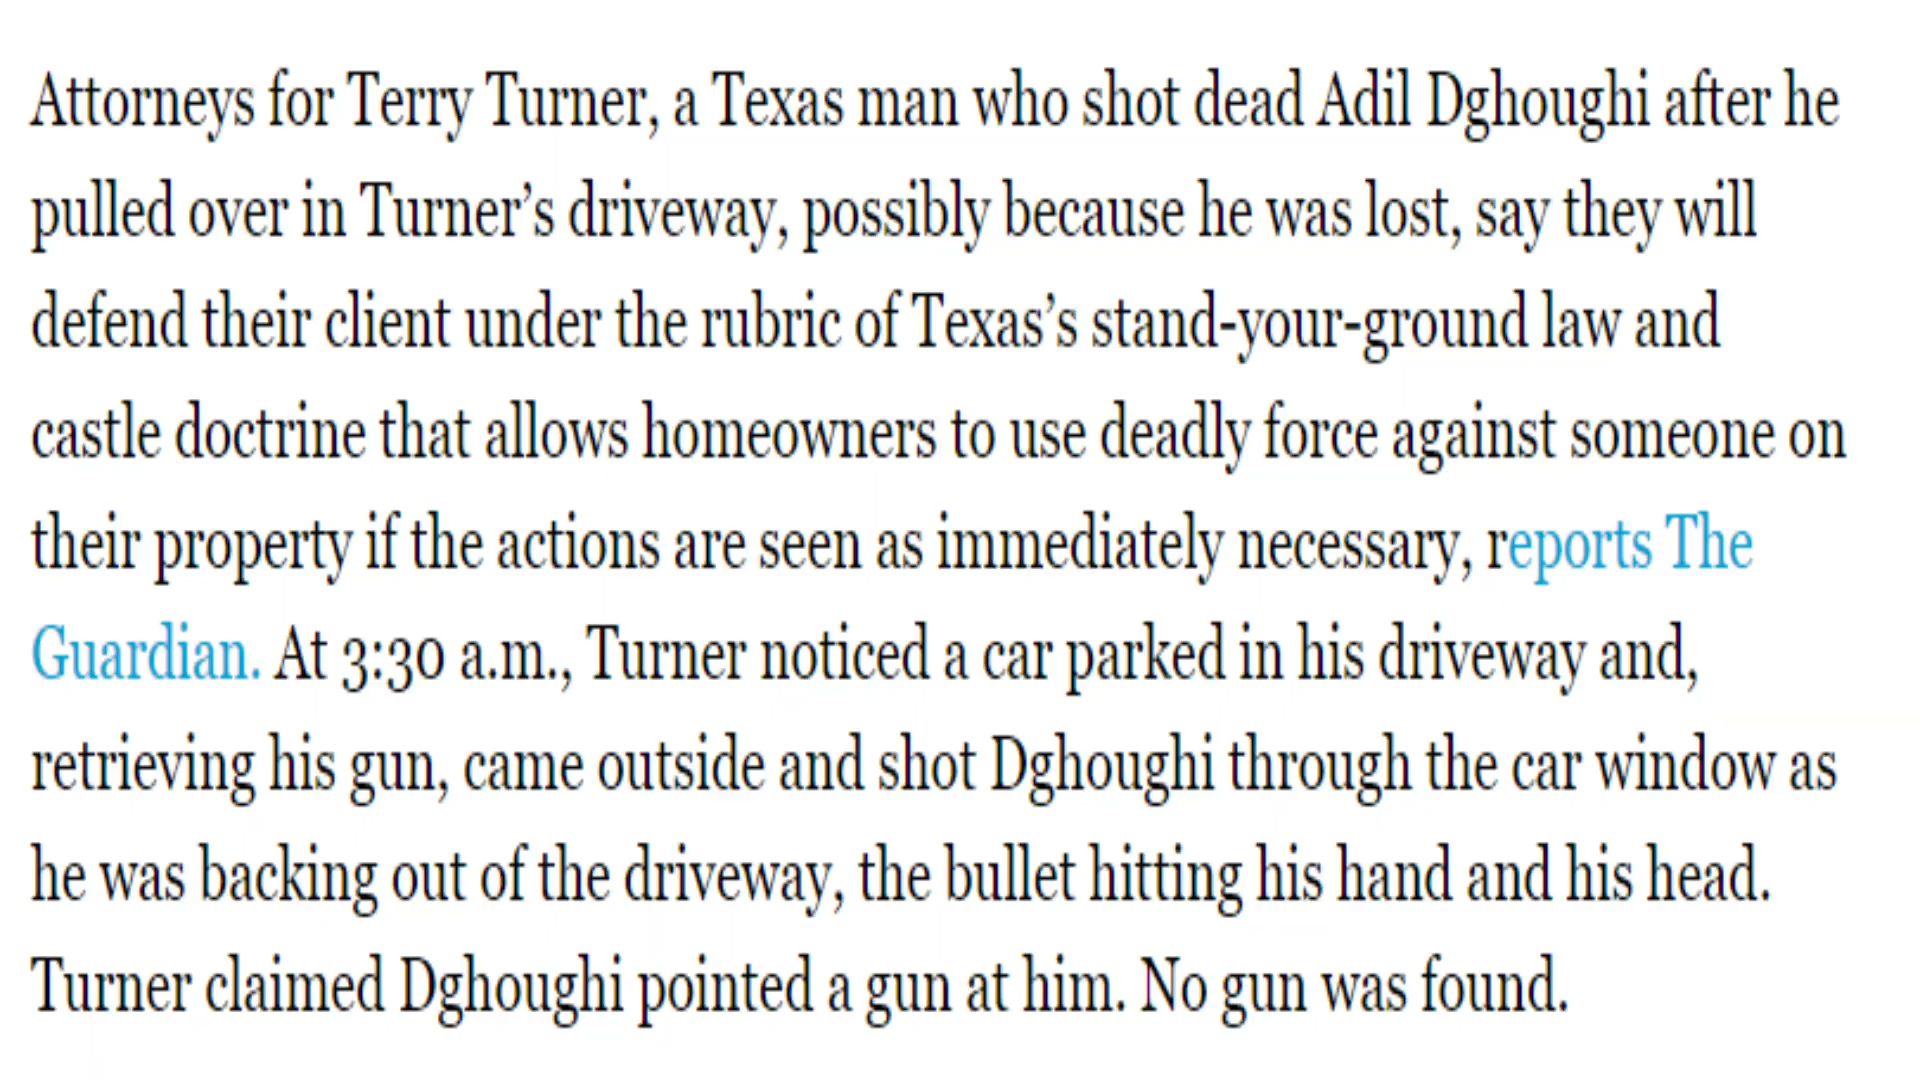 Attorneys for Terry Turner, a Texas man who shot dead Adil Dghoughi after he
pulled over in Turner’s driveway, possibly because he was lost, say they will
defend their client under the rubric of Texas’s stand-your-ground law and
castle doctrine that allows homeowners to use deadly force against someone on
their property if the actions are seen as immediately necessary, reports The
Guardian. At 3:30 a.m., Turner noticed a car parked in his driveway and,
retrieving his gun, came outside and shot Dghoughi through the car window as
he was backing out of the driveway, the bullet hitting his hand and his head.
Turner claimed Dghoughi pointed a gun at him. No gun was found.